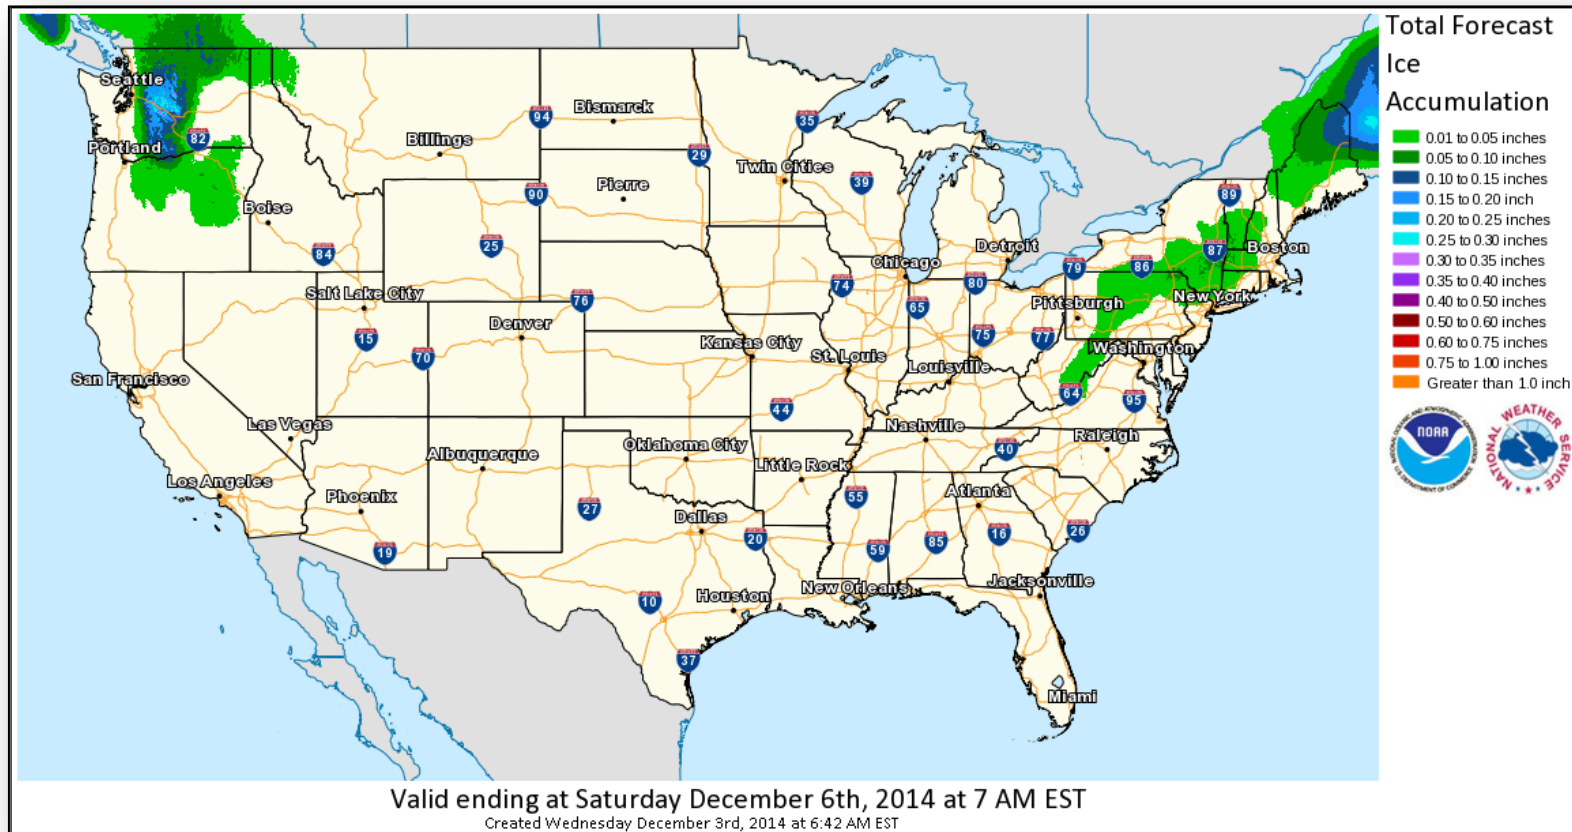 Total Forecast
Ice
Accumulation
0.01 to 0.05 inches
0.05 to 0.10 inches
0.10 to 0.15 inches
0.15 to 0.20 inch
0.20 to 0.25 inches
0.25 to 0.30 inches
0.30 to 0.35 inches
0.35 to 0.40 inches
0.40 to 0.50 inches
0.50 to 0.60 inches
0.60 to 0.75 inches
0.75 to 1.00 inches
Greater than 1.0 inch
NOAA
NATIONAL OCEANIC AND ATMOSPHERIC ADMINISTRATION
U.S. DEPARTMENT OF COMMERCE
NATIONAL WEATHER SERVICE
Seattle
82
Portland
Boise
84
Billings
94
Bismarck
35
29
Twin Cities
39
90
Pierre
25
89
Boston
87
86
79
Detroit
Chicago
80
74
65
New York
Pittsburgh
Salt Lake City
76
Denver
15
70
Kansas City
St. Louis
75
77
Washington
Louisville
64
95
San Francisco
44
Las Vegas
Albuquerque
Oklahoma City
Nashville
40
Raleigh
Little Rock
Los Angeles
Phoenix
27
55
Atlanta
Dallas
20
19
59
85
16
26
10
Houston
New Orleans
Jacksonville
37
Miami
Valid ending at Saturday December 6th, 2014 at 7 AM EST
Created Wednesday December 3rd, 2014 at 6:42 AM EST